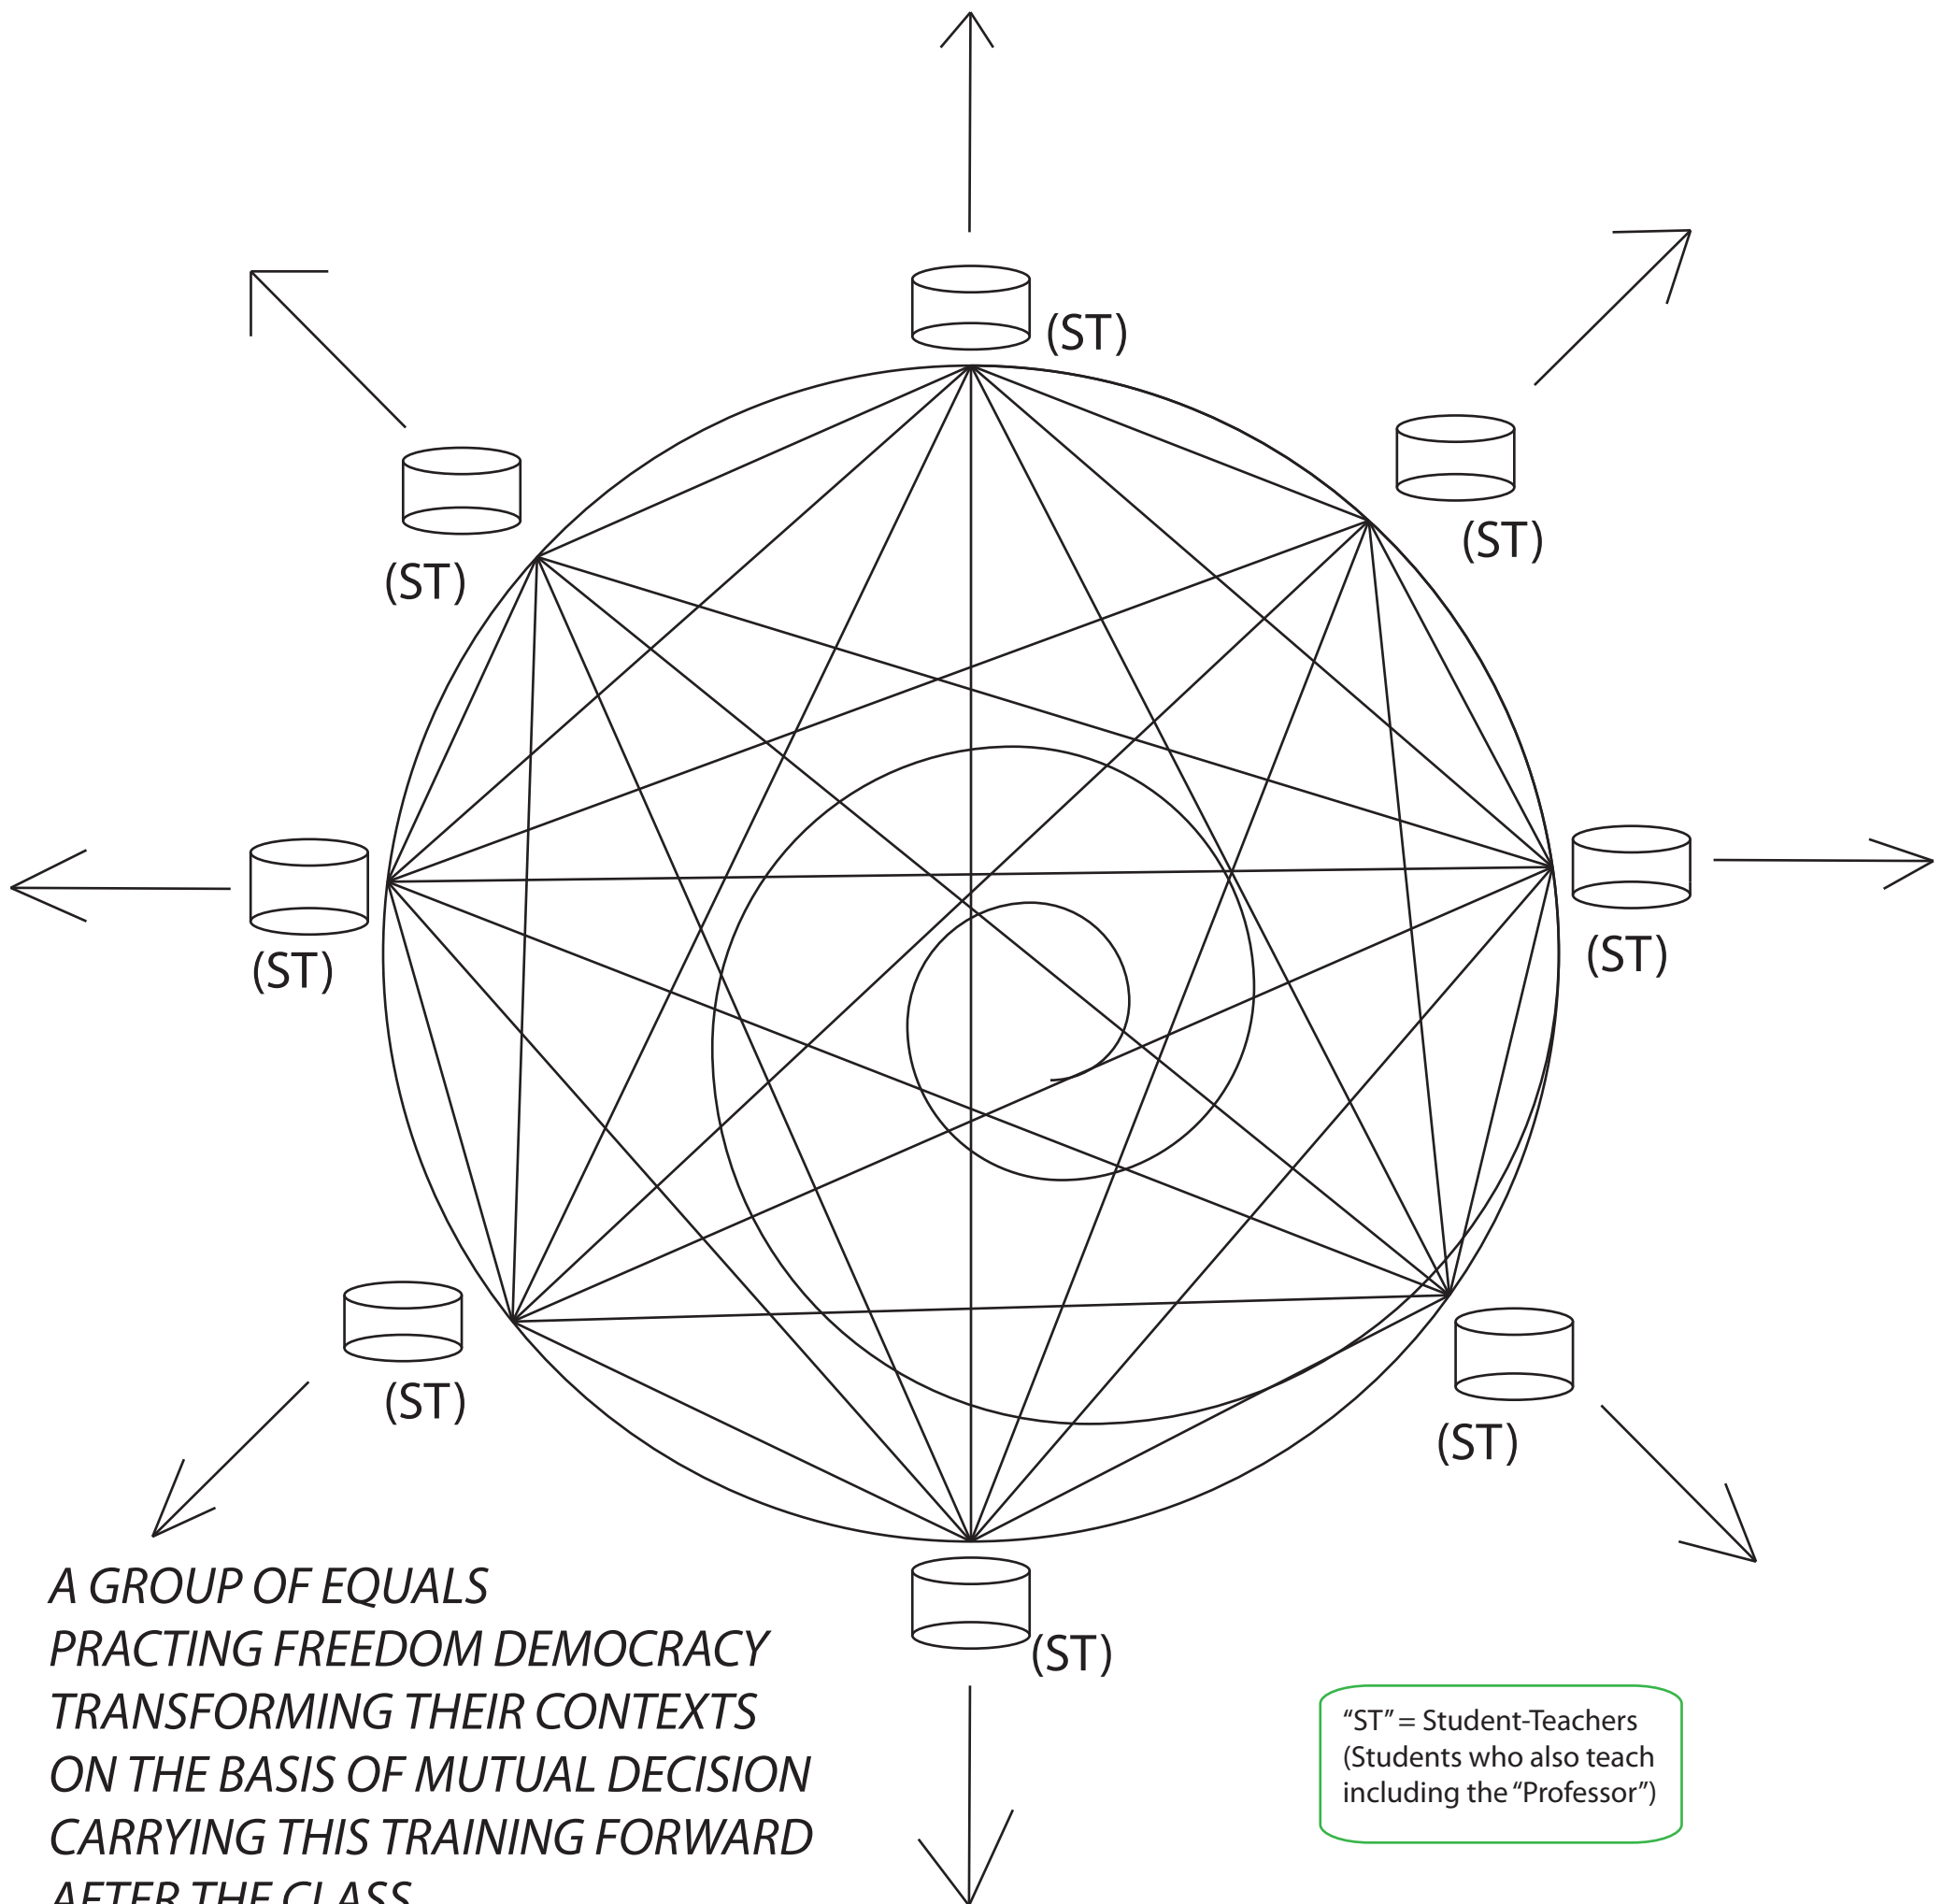 (ST)
(ST)
(ST)
(ST)
(ST)
(ST)
(ST)
(ST)
A GROUP OF EQUALS
PRACTING FREEDOM DEMOCRACY
TRANSFORMING THEIR CONTEXTS
ON THE BASIS OF MUTUAL DECISION
CARRYING THIS TRAINING FORWARD
AFTER THE CLASS
“ST” = Student-Teachers
(Students who also teach
including the “Professor”)